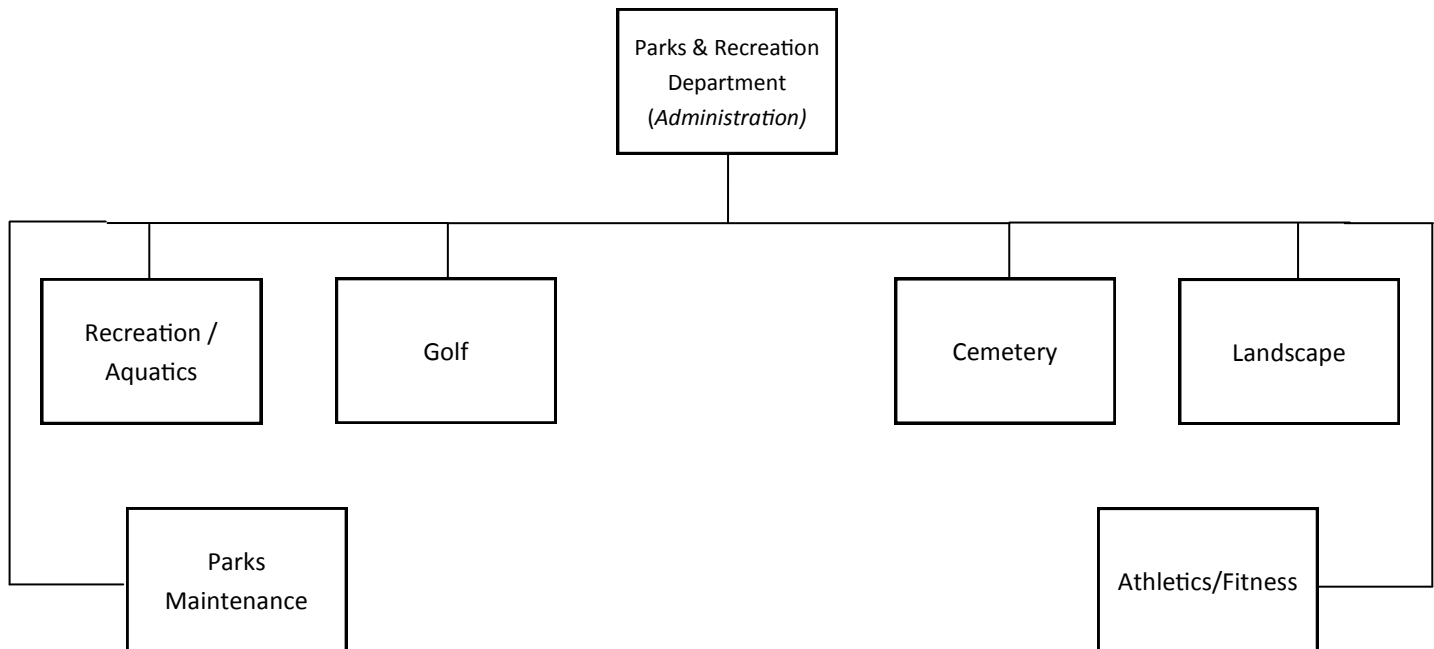 Parks & Recreation
Department
(Administration)
Recreation /
Aquatics
Golf
Cemetery
Landscape
Parks
Maintenance
Athletics/Fitness